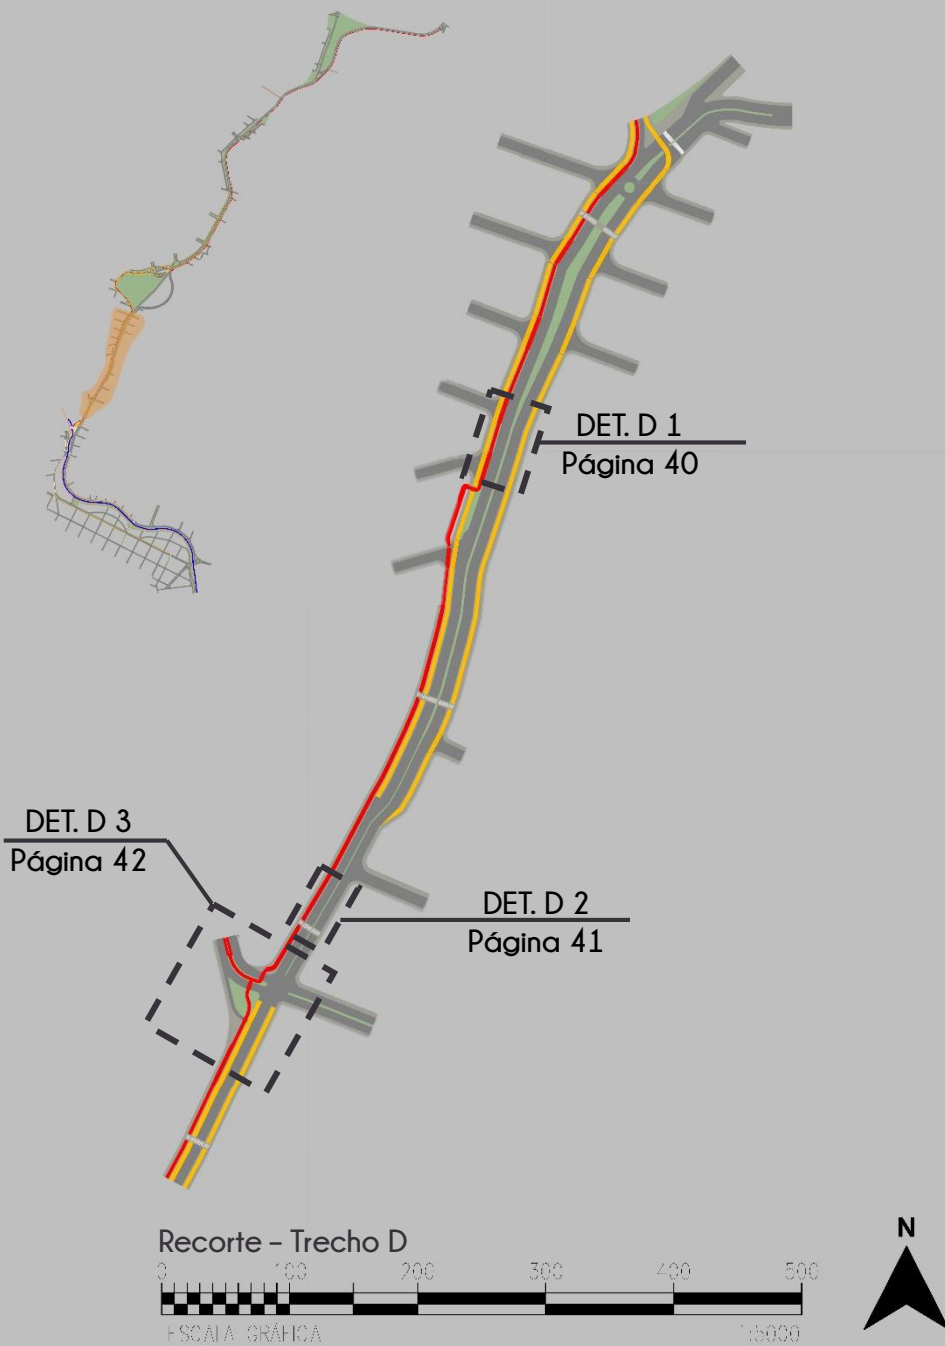 DET. D 1
Página 40
DET. D 3
Página 42
DET. D 2
Página 41
N
Recorte – Trecho D
0 100 200 300 400 500
ESCALA GRÁFICA 1:5000